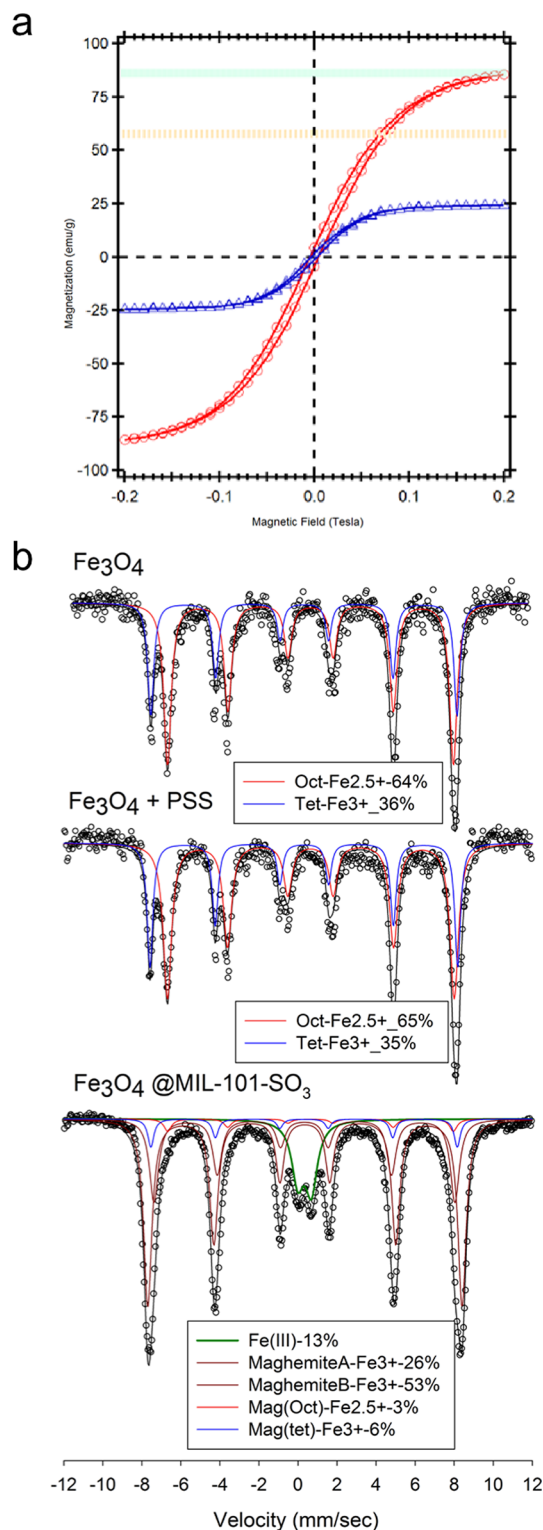 a
100
75
50
25
0
-25
-50
-75
-100
Magnetization (emu/g)
-0.2
-0.1
0.0
0.1
0.2
Magnetic Field (Tesla)
b
Fe3O4
Oct-Fe2.5+-64%
Tet-Fe3+_36%
Fe3O4 + PSS
Oct-Fe2.5+_65%
Tet-Fe3+_35%
Fe3O4 @MIL-101-SO3
Fe(III)-13%
MaghemiteA-Fe3+-26%
MaghemiteB-Fe3+-53%
Mag(Oct)-Fe2.5+-3%
Mag(tet)-Fe3+-6%
-12 -10 -8 -6 -4 -2 0 2 4 6 8 10 12
Velocity (mm/sec)